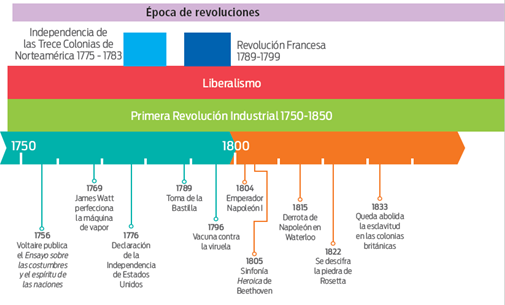 Época de revoluciones
Independencia de
las Trece Colonias de
Norteamérica 1775 - 1783
Revolución Francesa
1789-1799
Liberalismo
Primera Revolución Industrial 1750-1850
1750
1800
1756
Voltaire publica
el Ensayo sobre
las costumbres
y el espíritu de
las naciones
1769
James Watt
perfecciona
la máquina
de vapor
1776
Declaración
de la
Independencia
de Estados
Unidos
1789
Toma de la
Bastilla
1796
Vacuna contra
la viruela
1804
Emperador
Napoleón I
1805
Sinfonía
Heroica de
Beethoven
1815
Derrota de
Napoleón en
Waterloo
1822
Se descifra
la piedra de
Rosetta
1833
Queda abolida
la esclavitud
en las colonias
británicas